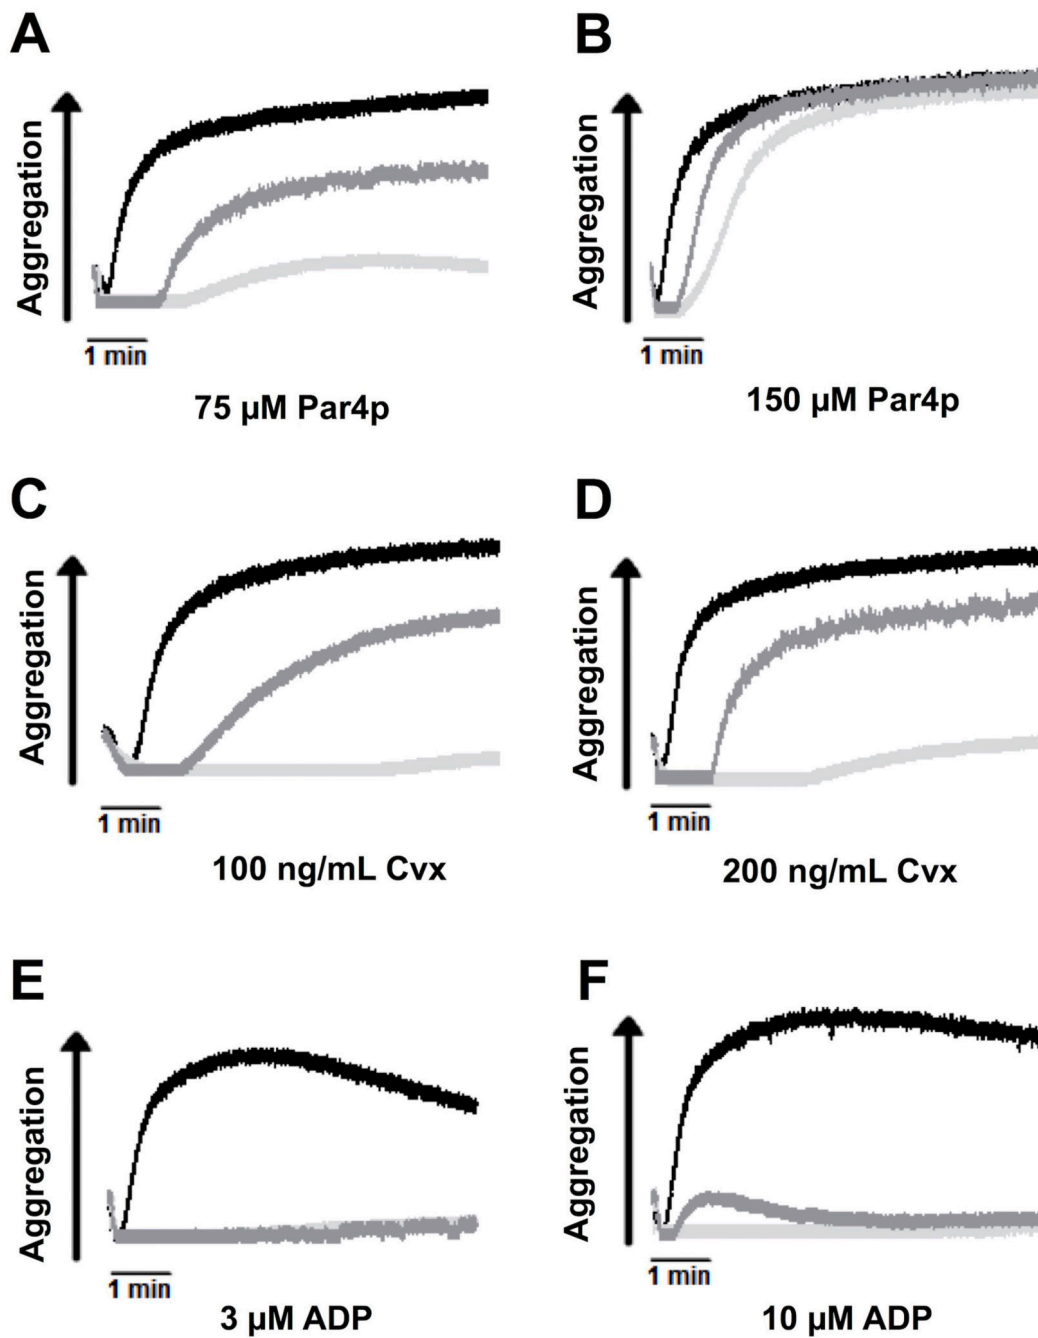 A
B
Aggregation
Aggregation
1 min
1 min
75 µM Par4p
150 µM Par4p
C
D
Aggregation
Aggregation
1 min
1 min
100 ng/mL Cvx
200 ng/mL Cvx
E
F
Aggregation
Aggregation
1 min
1 min
3 µM ADP
10 µM ADP